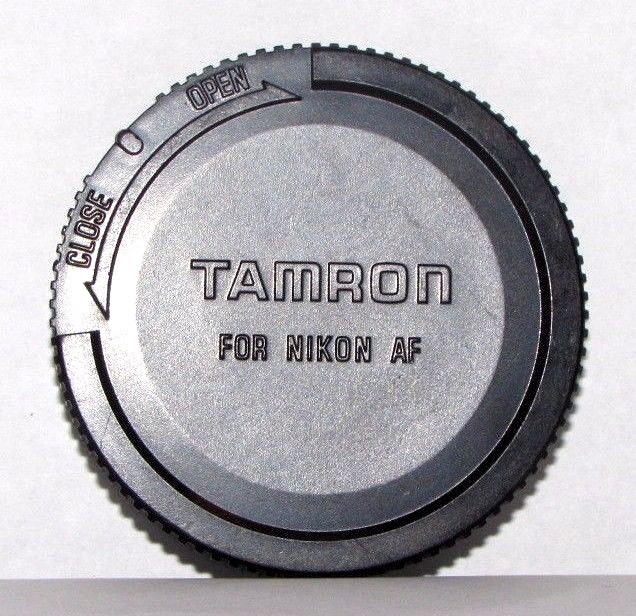 OPEN
CLOSE
TAMRON
FOR NIKON AF